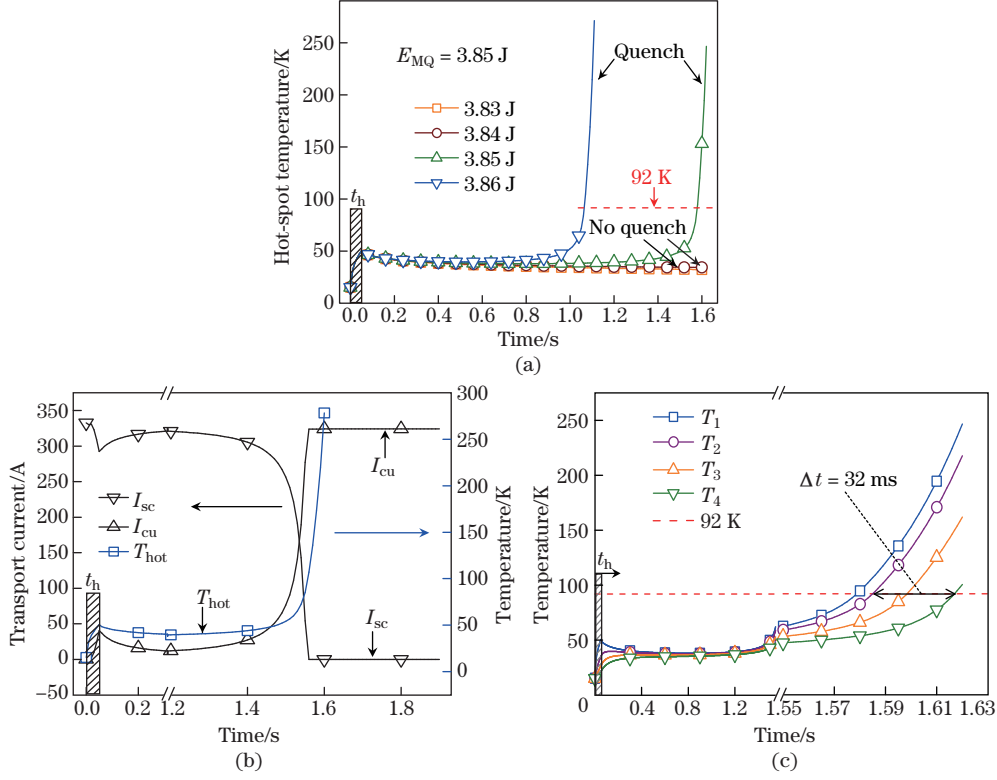 250
200
150
100
50
0
Hot-spot temperature/K
E_MQ = 3.85 J
3.83 J
3.84 J
3.85 J
3.86 J
Quench
92 K
No quench
t_h
0.0 0.2 0.4 0.6 0.8 1.0 1.2 1.4 1.6
Time/s
(a)
350
300
250
200
150
100
50
0
−50
Transport current/A
I_sc
I_cu
T_hot
t_h
T_hot
I_cu
I_sc
300
250
200
150
100
50
0
Temperature/K
0.0 0.2 1.2 1.4 1.6 1.8
Time/s
(b)
250
200
150
100
50
0
Temperature/K
T_1
T_2
T_3
T_4
92 K
Δt = 32 ms
t_h
0.4 0.8 1.2 1.55 1.57 1.59 1.61 1.63
Time/s
(c)